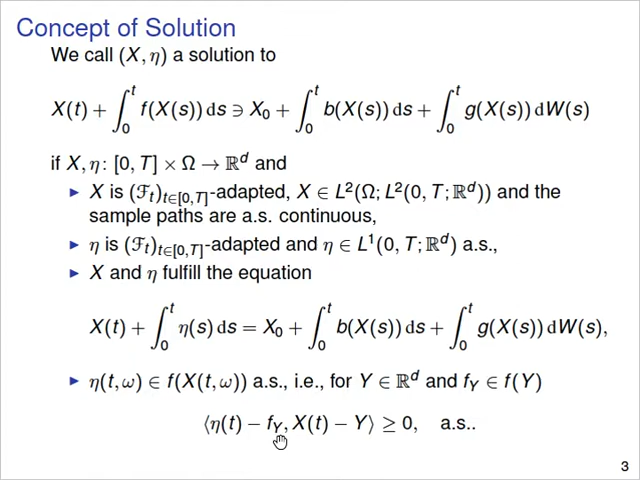 Concept of Solution
We call (X, η) a solution to
X(t) + ∫₀ᵗ f(X(s)) ds ∋ X₀ + ∫₀ᵗ b(X(s)) ds + ∫₀ᵗ g(X(s)) dW(s)
if X, η: [0, T] × Ω → ℝᵈ and
▶ X is (ℱₜ)ₜ∈[0,T]-adapted, X ∈ L²(Ω; L²(0, T; ℝᵈ)) and the
sample paths are a.s. continuous,
▶ η is (ℱₜ)ₜ∈[0,T]-adapted and η ∈ L¹(0, T; ℝᵈ) a.s.,
▶ X and η fulfill the equation
X(t) + ∫₀ᵗ η(s) ds = X₀ + ∫₀ᵗ b(X(s)) ds + ∫₀ᵗ g(X(s)) dW(s),
▶ η(t, ω) ∈ f(X(t, ω)) a.s., i.e., for Y ∈ ℝᵈ and f_Y ∈ f(Y)
⟨η(t) − f_Y, X(t) − Y⟩ ≥ 0, a.s..
3